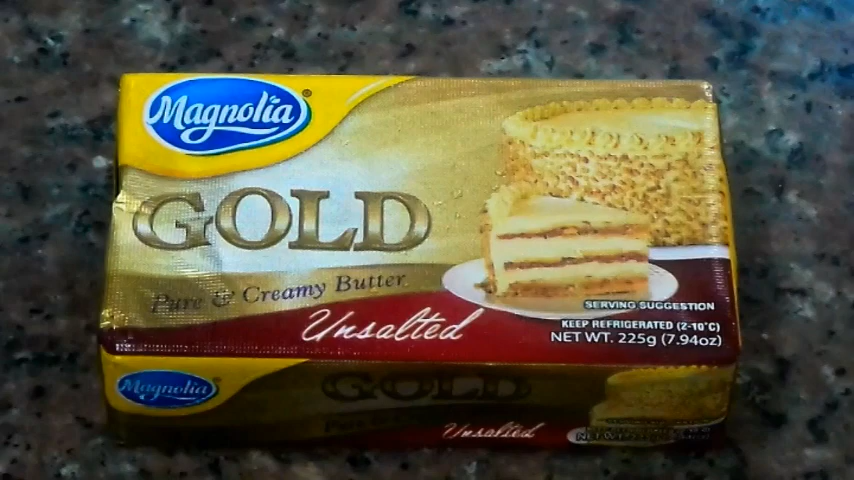 Magnolia®
GOLD
Pure & Creamy Butter
Unsalted
SERVING SUGGESTION
KEEP REFRIGERATED (2-10°C)
NET WT. 225g (7.94oz)
Magnolia
GOLD
Unsalted